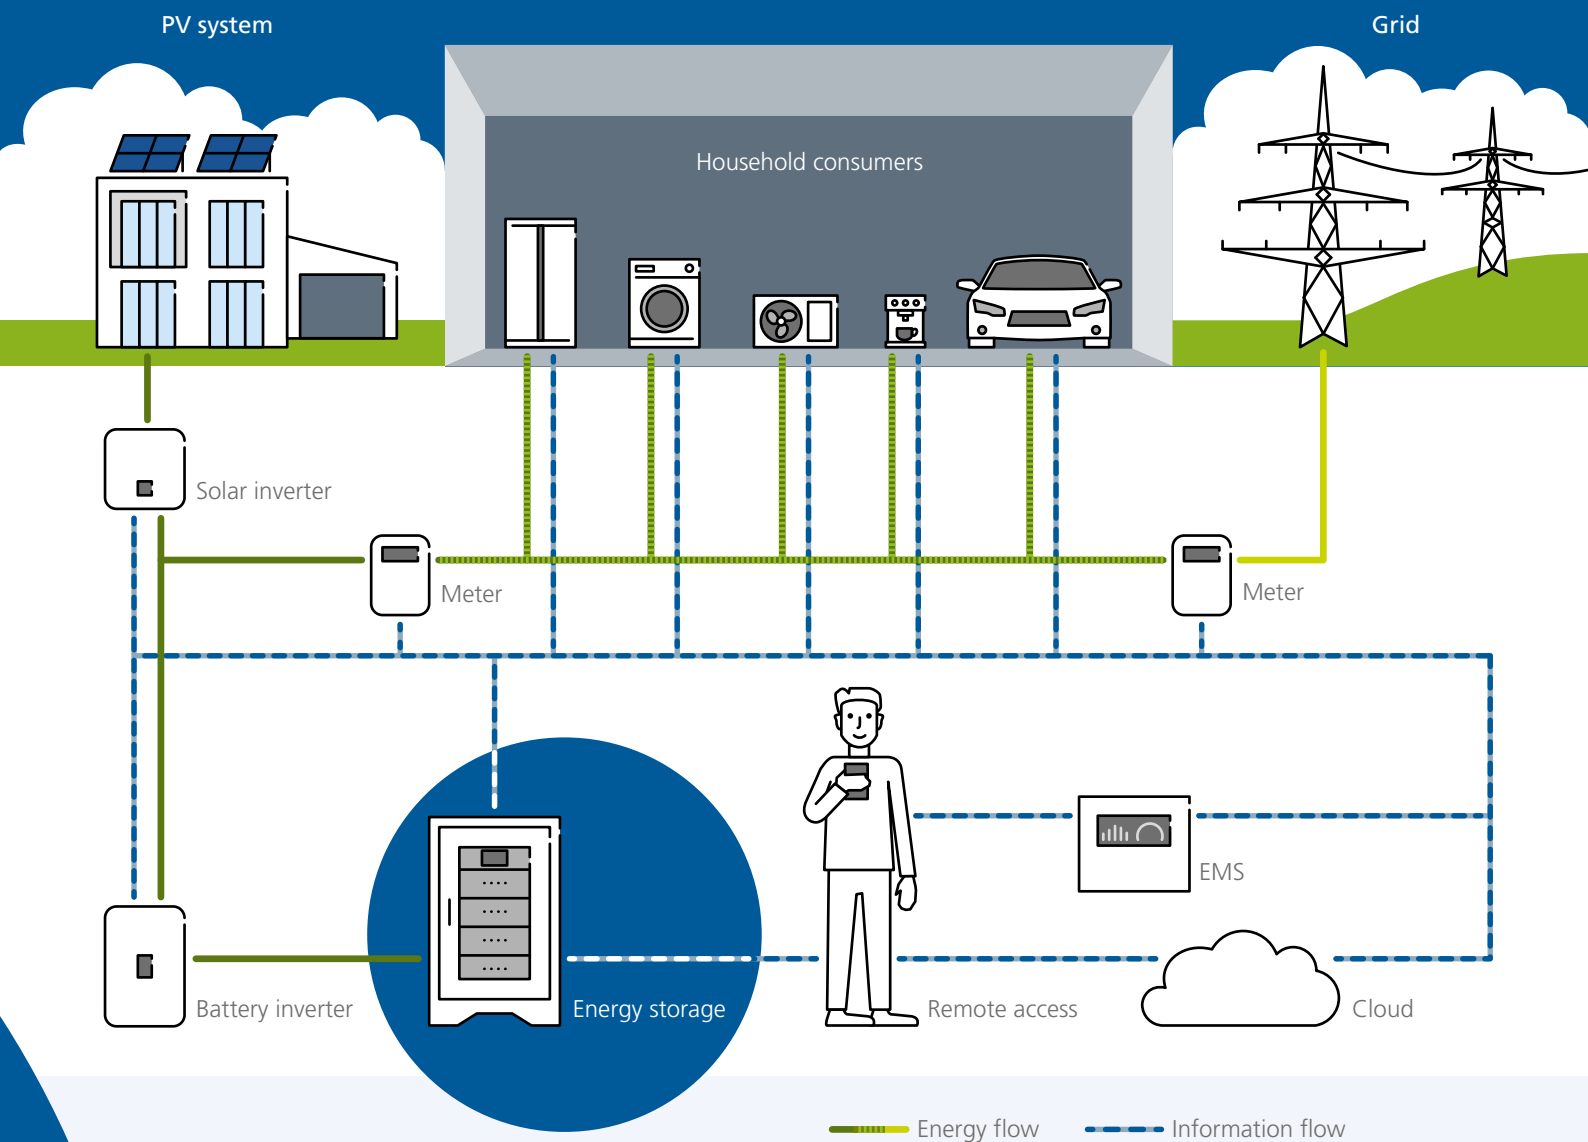 PV system
Grid
Household consumers
Solar inverter
Meter
Meter
EMS
Battery inverter
Energy storage
Remote access
Cloud
Energy flow
Information flow